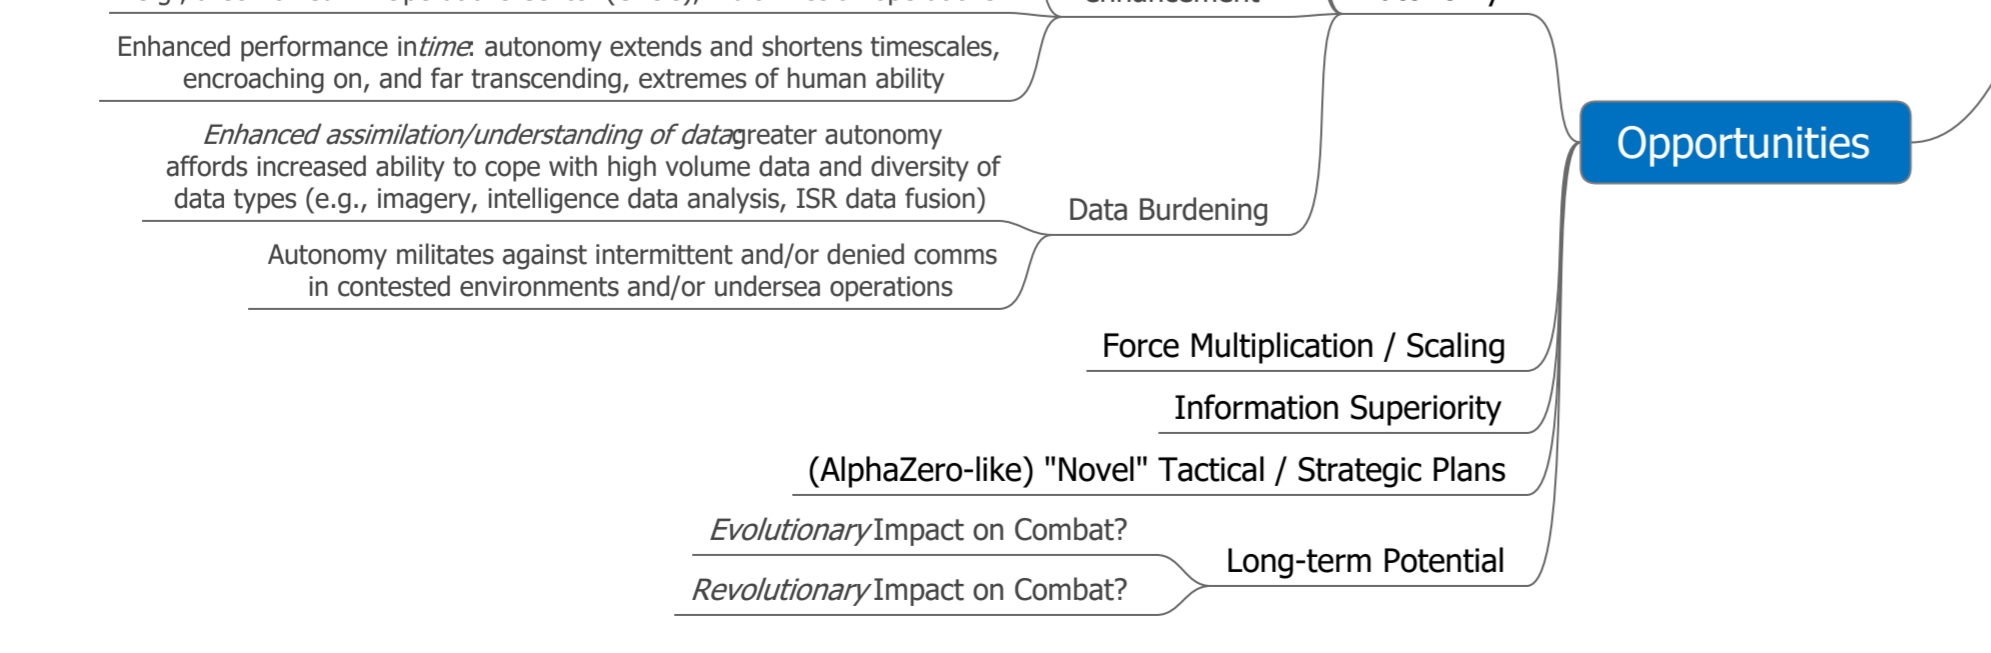 enhancement
Enhanced performance in time: autonomy extends and shortens timescales,
encroaching on, and far transcending, extremes of human ability
Enhanced assimilation/understanding of data: greater autonomy
affords increased ability to cope with high volume data and diversity of
data types (e.g., imagery, intelligence data analysis, ISR data fusion)
Data Burdening
Autonomy militates against intermittent and/or denied comms
in contested environments and/or undersea operations
Opportunities
Force Multiplication / Scaling
Information Superiority
(AlphaZero-like) "Novel" Tactical / Strategic Plans
Long-term Potential
Evolutionary Impact on Combat?
Revolutionary Impact on Combat?